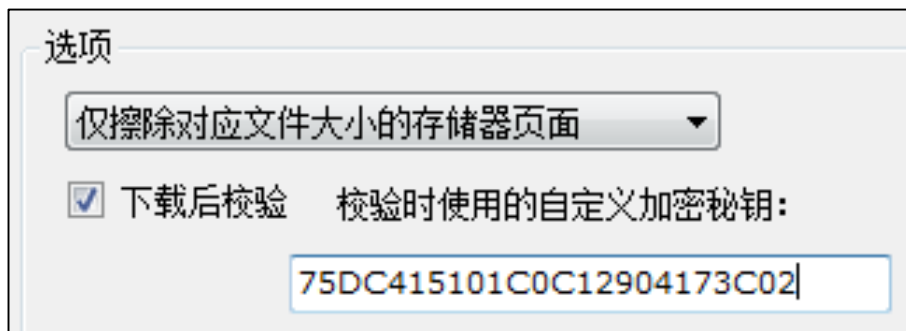 选项
仅擦除对应文件大小的存储器页面
下载后校验 校验时使用的自定义加密秘钥：
75DC415101C0C12904173C02